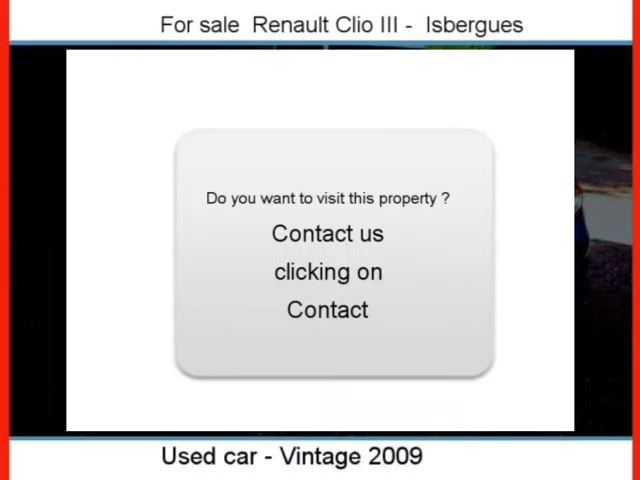 For sale Renault Clio III - Isbergues
Do you want to visit this property ?
Contact us
clicking on
Contact
Used car - Vintage 2009